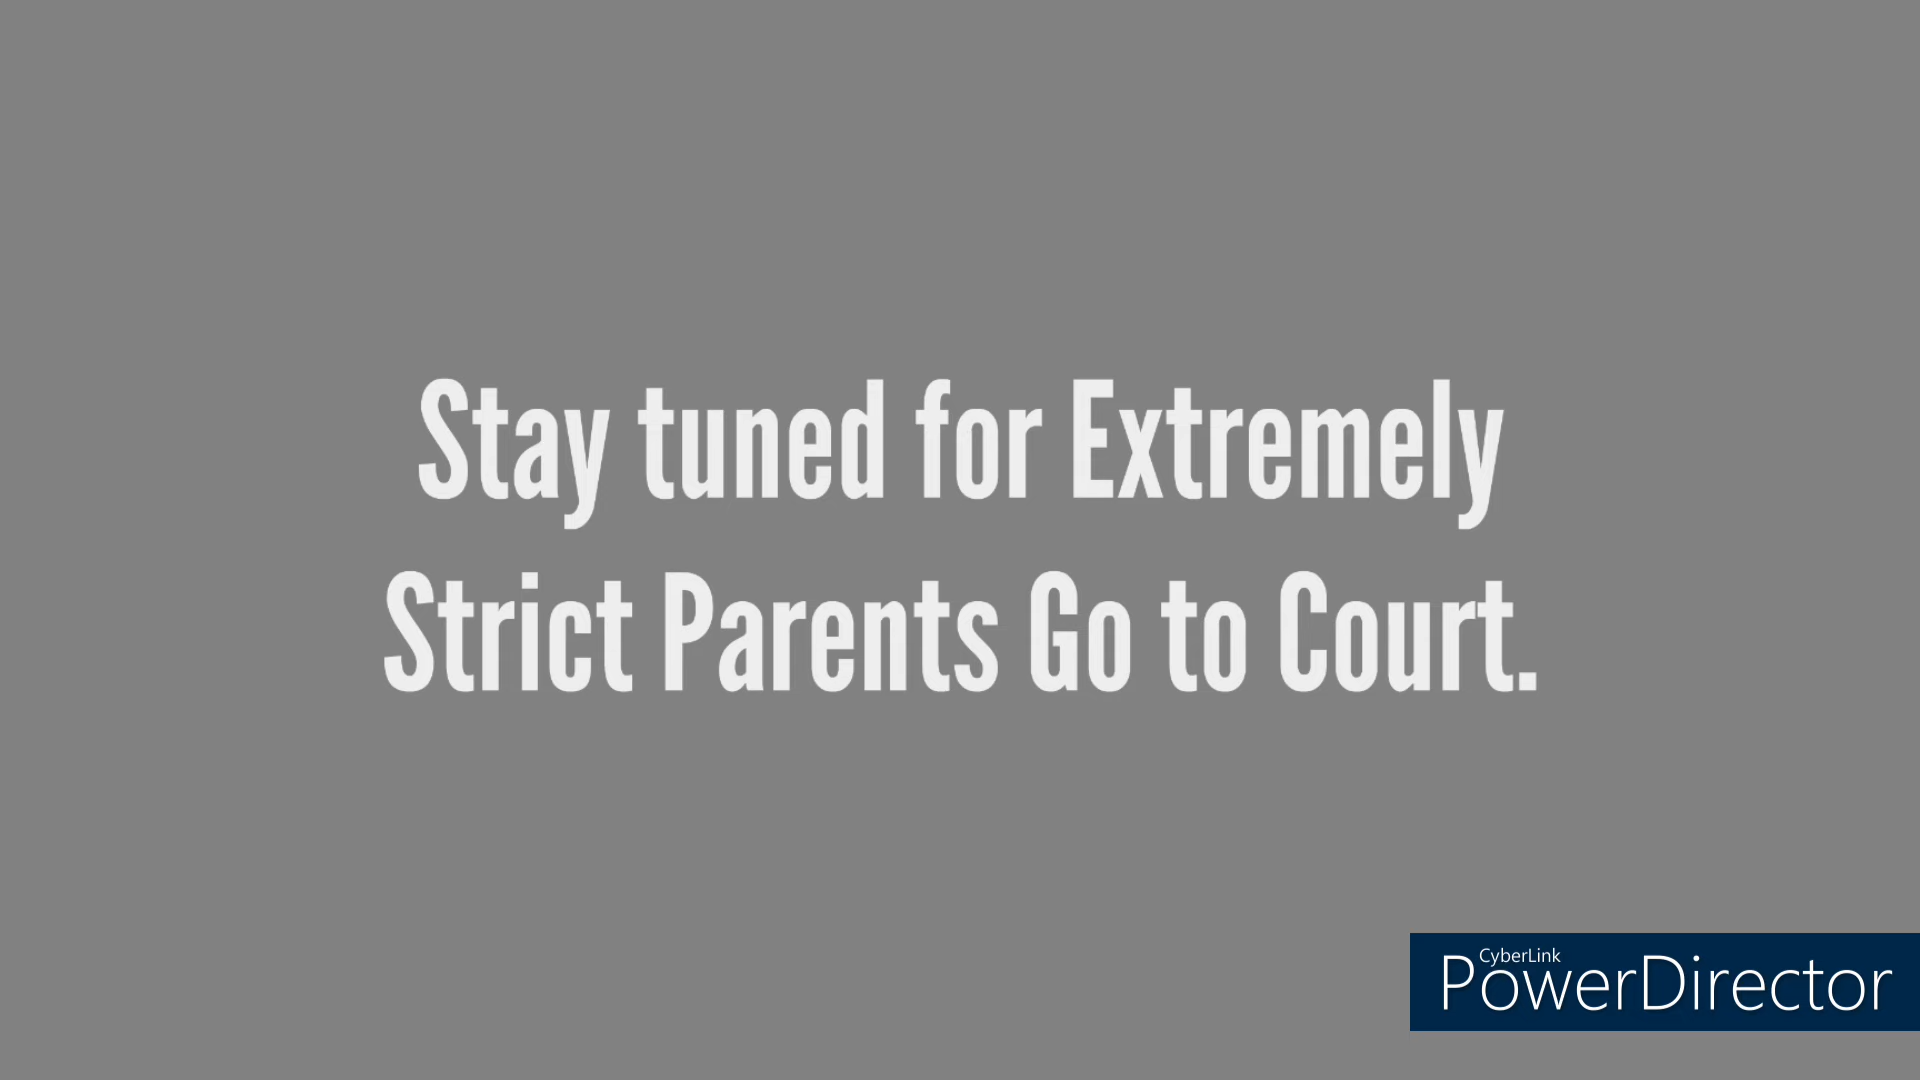 Stay tuned for Extremely
Strict Parents Go to Court.
CyberLink
PowerDirector